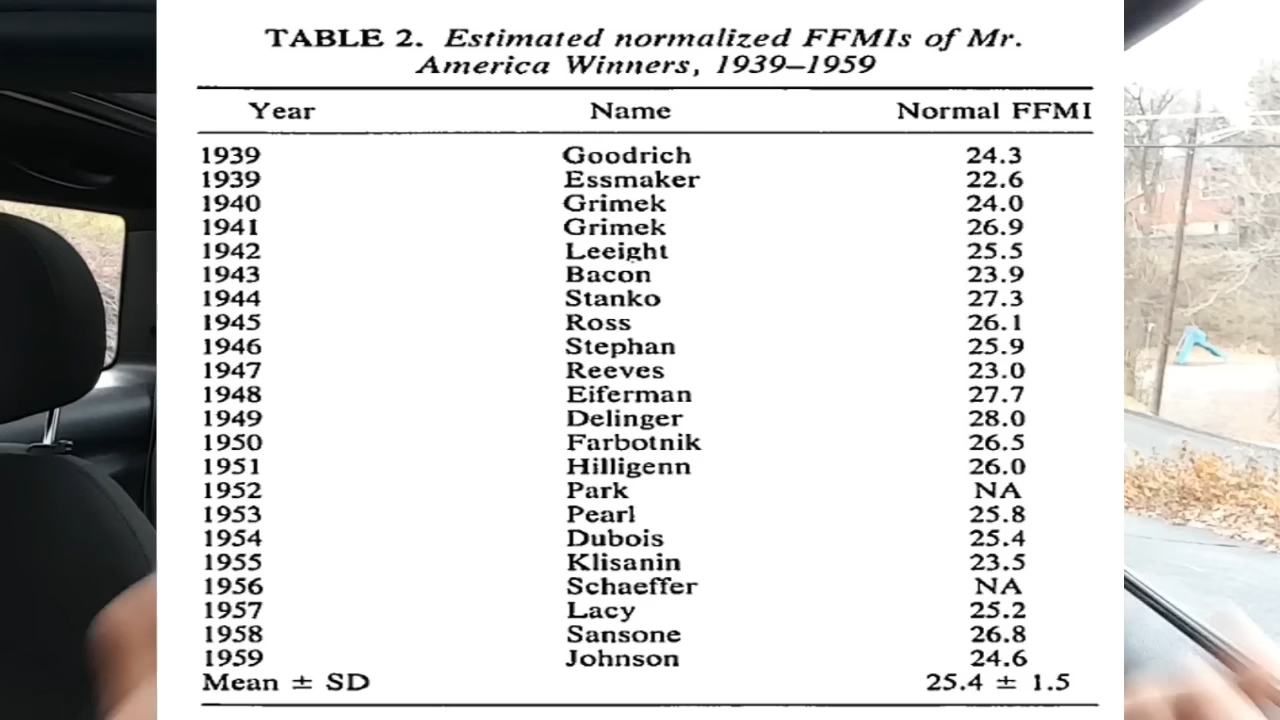 TABLE 2. Estimated normalized FFMIs of Mr.
America Winners, 1939–1959
Year Name Normal FFMI
1939 Goodrich 24.3
1939 Essmaker 22.6
1940 Grimek 24.0
1941 Grimek 26.9
1942 Leeight 25.5
1943 Bacon 23.9
1944 Stanko 27.3
1945 Ross 26.1
1946 Stephan 25.9
1947 Reeves 23.0
1948 Eiferman 27.7
1949 Delinger 28.0
1950 Farbotnik 26.5
1951 Hilligenn 26.0
1952 Park NA
1953 Pearl 25.8
1954 Dubois 25.4
1955 Klisanin 23.5
1956 Schaeffer NA
1957 Lacy 25.2
1958 Sansone 26.8
1959 Johnson 24.6
Mean ± SD 25.4 ± 1.5